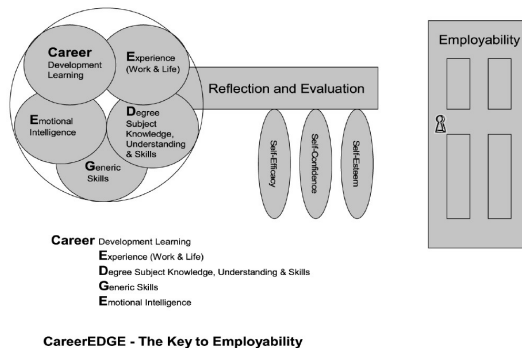 Career
Development
Learning
Experience
(Work & Life)
Emotional
Intelligence
Degree
Subject
Knowledge,
Understanding
& Skills
Generic
Skills
Reflection and Evaluation
Self-Efficacy
Self-Confidence
Self-Esteem
Employability
Career Development Learning
Experience (Work & Life)
Degree Subject Knowledge, Understanding & Skills
Generic Skills
Emotional Intelligence
CareerEDGE - The Key to Employability